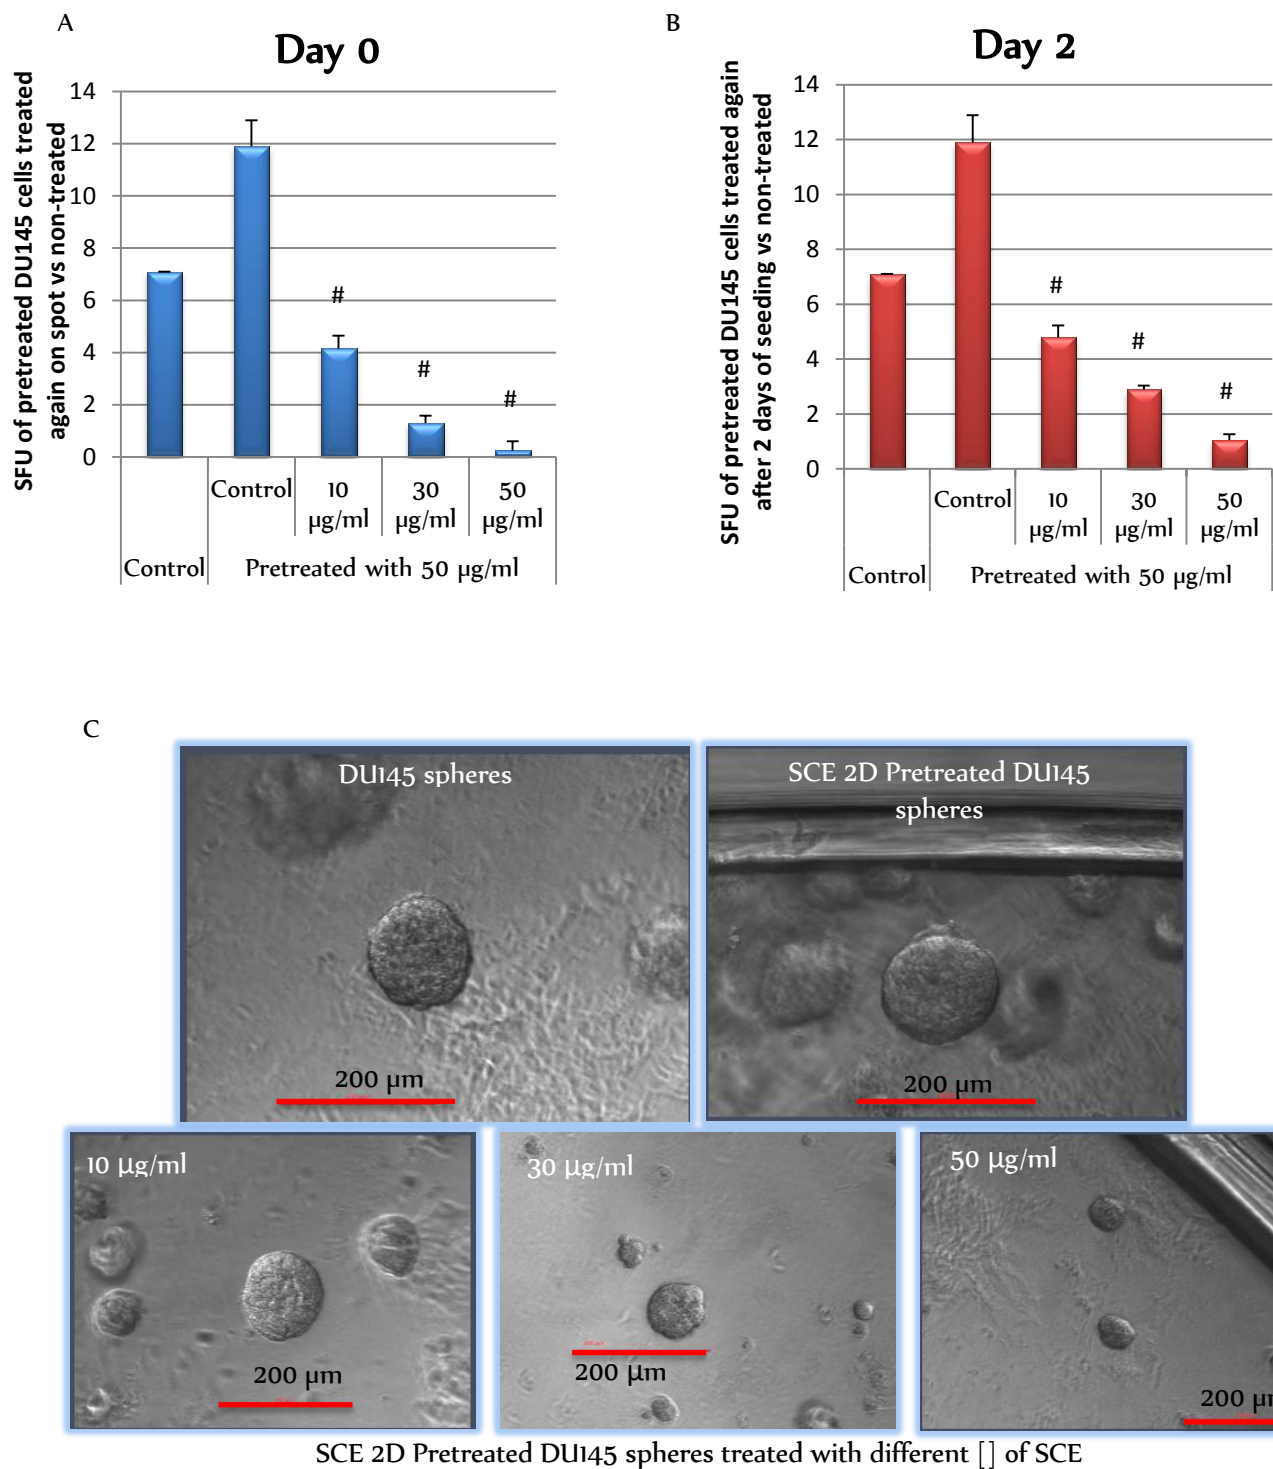 A
Day 0
SFU of pretreated DU145 cells treated
again on spot vs non-treated
14
12
10
8
6
4
2
0
#
#
#
Control
10
µg/ml
30
µg/ml
50
µg/ml
Control
Pretreated with 50 µg/ml
B
Day 2
SFU of pretreated DU145 cells treated again
after 2 days of seeding vs non-treated
14
12
10
8
6
4
2
0
#
#
#
Control
10
µg/ml
30
µg/ml
50
µg/ml
Control
Pretreated with 50 µg/ml
C
DU145 spheres
200 µm
SCE 2D Pretreated DU145
spheres
200 µm
10 µg/ml
200 µm
30 µg/ml
200 µm
50 µg/ml
200 µm
SCE 2D Pretreated DU145 spheres treated with different [] of SCE